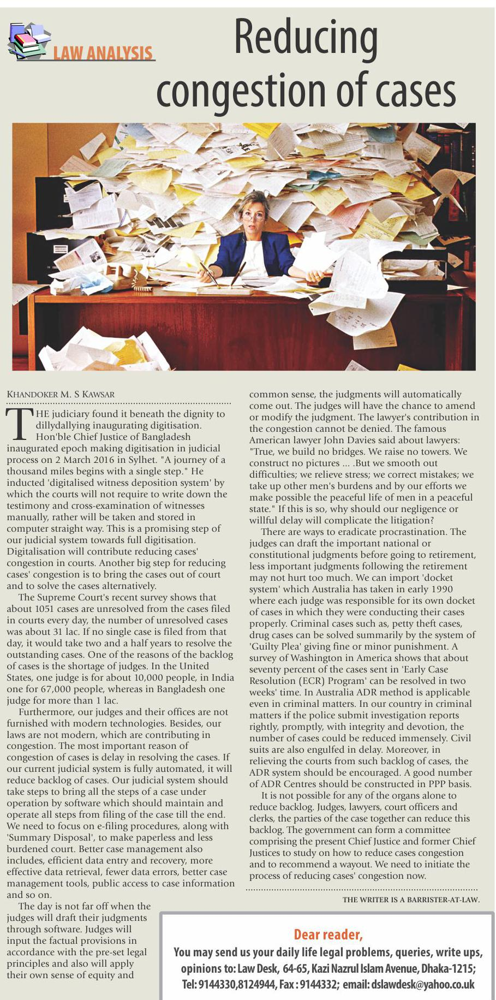 LAW ANALYSIS
Reducing
congestion of cases
KHANDOKER M. S KAWSAR
THE judiciary found it beneath the dignity to
dillydallying inaugurating digitisation.
Hon'ble Chief Justice of Bangladesh
inaugurated epoch making digitisation in judicial
process on 2 March 2016 in Sylhet. "A journey of a
thousand miles begins with a single step." He
inducted 'digitalised witness deposition system' by
which the courts will not require to write down the
testimony and cross-examination of witnesses
manually, rather will be taken and stored in
computer straight way. This is a promising step of
our judicial system towards full digitisation.
Digitalisation will contribute reducing cases'
congestion in courts. Another big step for reducing
cases' congestion is to bring the cases out of court
and to solve the cases alternatively.
The Supreme Court's recent survey shows that
about 1051 cases are unresolved from the cases filed
in courts every day, the number of unresolved cases
was about 31 lac. If no single case is filed from that
day, it would take two and a half years to resolve the
outstanding cases. One of the reasons of the backlog
of cases is the shortage of judges. In the United
States, one judge is for about 10,000 people, in India
one for 67,000 people, whereas in Bangladesh one
judge for more than 1 lac.
Furthermore, our judges and their offices are not
furnished with modern technologies. Besides, our
laws are not modern, which are contributing in
congestion. The most important reason of
congestion of cases is delay in resolving the cases. If
our current judicial system is fully automated, it will
reduce backlog of cases. Our judicial system should
take steps to bring all the steps of a case under
operation by software which should maintain and
operate all steps from filing of the case till the end.
We need to focus on e-filing procedures, along with
'Summary Disposal', to make paperless and less
burdened court. Better case management also
includes, efficient data entry and recovery, more
effective data retrieval, fewer data errors, better case
management tools, public access to case information
and so on.
The day is not far off when the
judges will draft their judgments
through software. Judges will
input the factual provisions in
accordance with the pre-set legal
principles and also will apply
their own sense of equity and
common sense, the judgments will automatically
come out. The judges will have the chance to amend
or modify the judgment. The lawyer's contribution in
the congestion cannot be denied. The famous
American lawyer John Davies said about lawyers:
"True, we build no bridges. We raise no towers. We
construct no pictures ... .But we smooth out
difficulties; we relieve stress; we correct mistakes; we
take up other men's burdens and by our efforts we
make possible the peaceful life of men in a peaceful
state." If this is so, why should our negligence or
willful delay will complicate the litigation?
There are ways to eradicate procrastination. The
judges can draft the important national or
constitutional judgments before going to retirement,
less important judgments following the retirement
may not hurt too much. We can import 'docket
system' which Australia has taken in early 1990
where each judge was responsible for its own docket
of cases in which they were conducting their cases
properly. Criminal cases such as, petty theft cases,
drug cases can be solved summarily by the system of
'Guilty Plea' giving fine or minor punishment. A
survey of Washington in America shows that about
seventy percent of the cases sent in 'Early Case
Resolution (ECR) Program' can be resolved in two
weeks' time. In Australia ADR method is applicable
even in criminal matters. In our country in criminal
matters if the police submit investigation reports
rightly, promptly, with integrity and devotion, the
number of cases could be reduced immensely. Civil
suits are also engulfed in delay. Moreover, in
relieving the courts from such backlog of cases, the
ADR system should be encouraged. A good number
of ADR Centres should be constructed in PPP basis.
It is not possible for any of the organs alone to
reduce backlog. Judges, lawyers, court officers and
clerks, the parties of the case together can reduce this
backlog. The government can form a committee
comprising the present Chief Justice and former Chief
Justices to study on how to reduce cases congestion
and to recommend a wayout. We need to initiate the
process of reducing cases' congestion now.
THE WRITER IS A BARRISTER-AT-LAW.
Dear reader,
You may send us your daily life legal problems, queries, write ups,
opinions to: Law Desk, 64-65, Kazi Nazrul Islam Avenue, Dhaka-1215;
Tel: 9144330,8124944, Fax : 9144332; email: dslawdesk@yahoo.co.uk